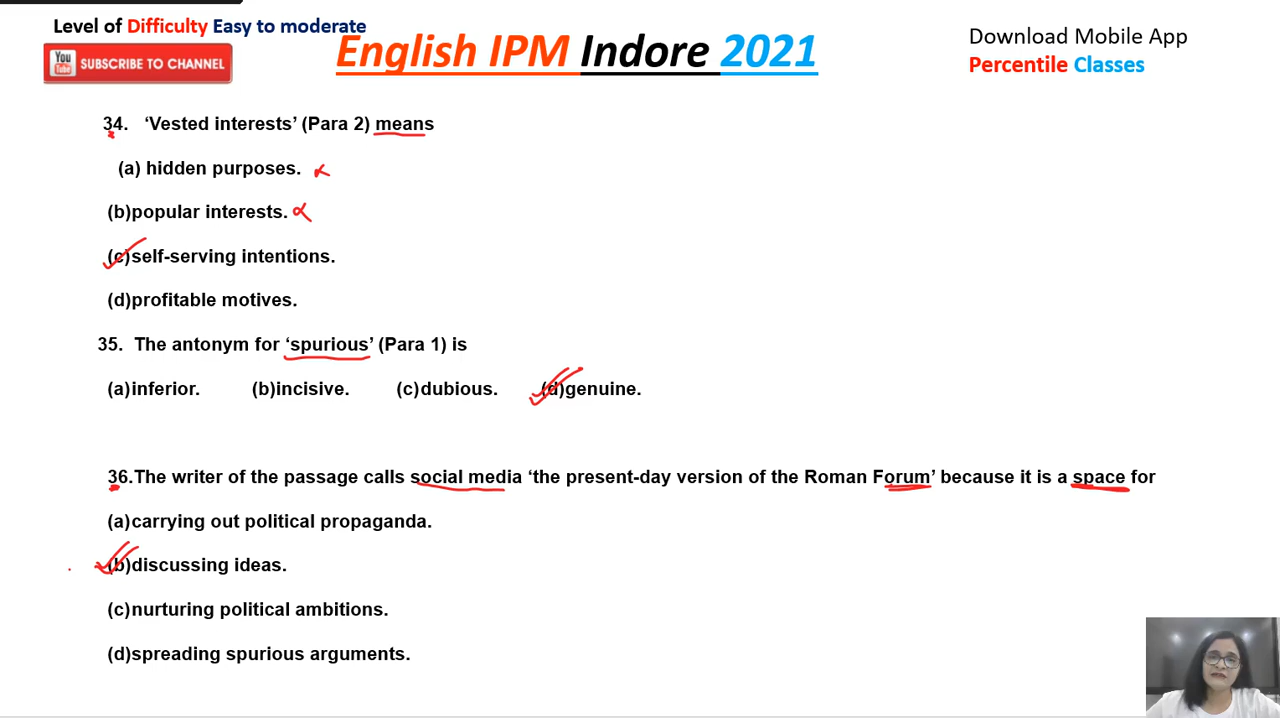 Level of Difficulty Easy to moderate
You Tube SUBSCRIBE TO CHANNEL
English IPM Indore 2021
Download Mobile App
Percentile Classes
34. ‘Vested interests’ (Para 2) means
(a) hidden purposes.
(b)popular interests.
(c)self-serving intentions.
(d)profitable motives.
35. The antonym for ‘spurious’ (Para 1) is
(a)inferior. (b)incisive. (c)dubious. (d)genuine.
36.The writer of the passage calls social media ‘the present-day version of the Roman Forum’ because it is a space for
(a)carrying out political propaganda.
(b)discussing ideas.
(c)nurturing political ambitions.
(d)spreading spurious arguments.